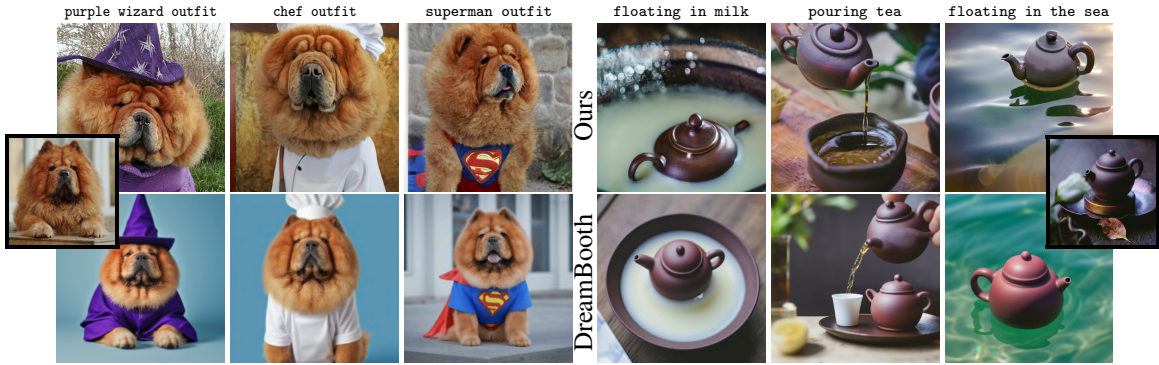 purple wizard outfit
chef outfit
superman outfit
floating in milk
pouring tea
floating in the sea
Ours
DreamBooth